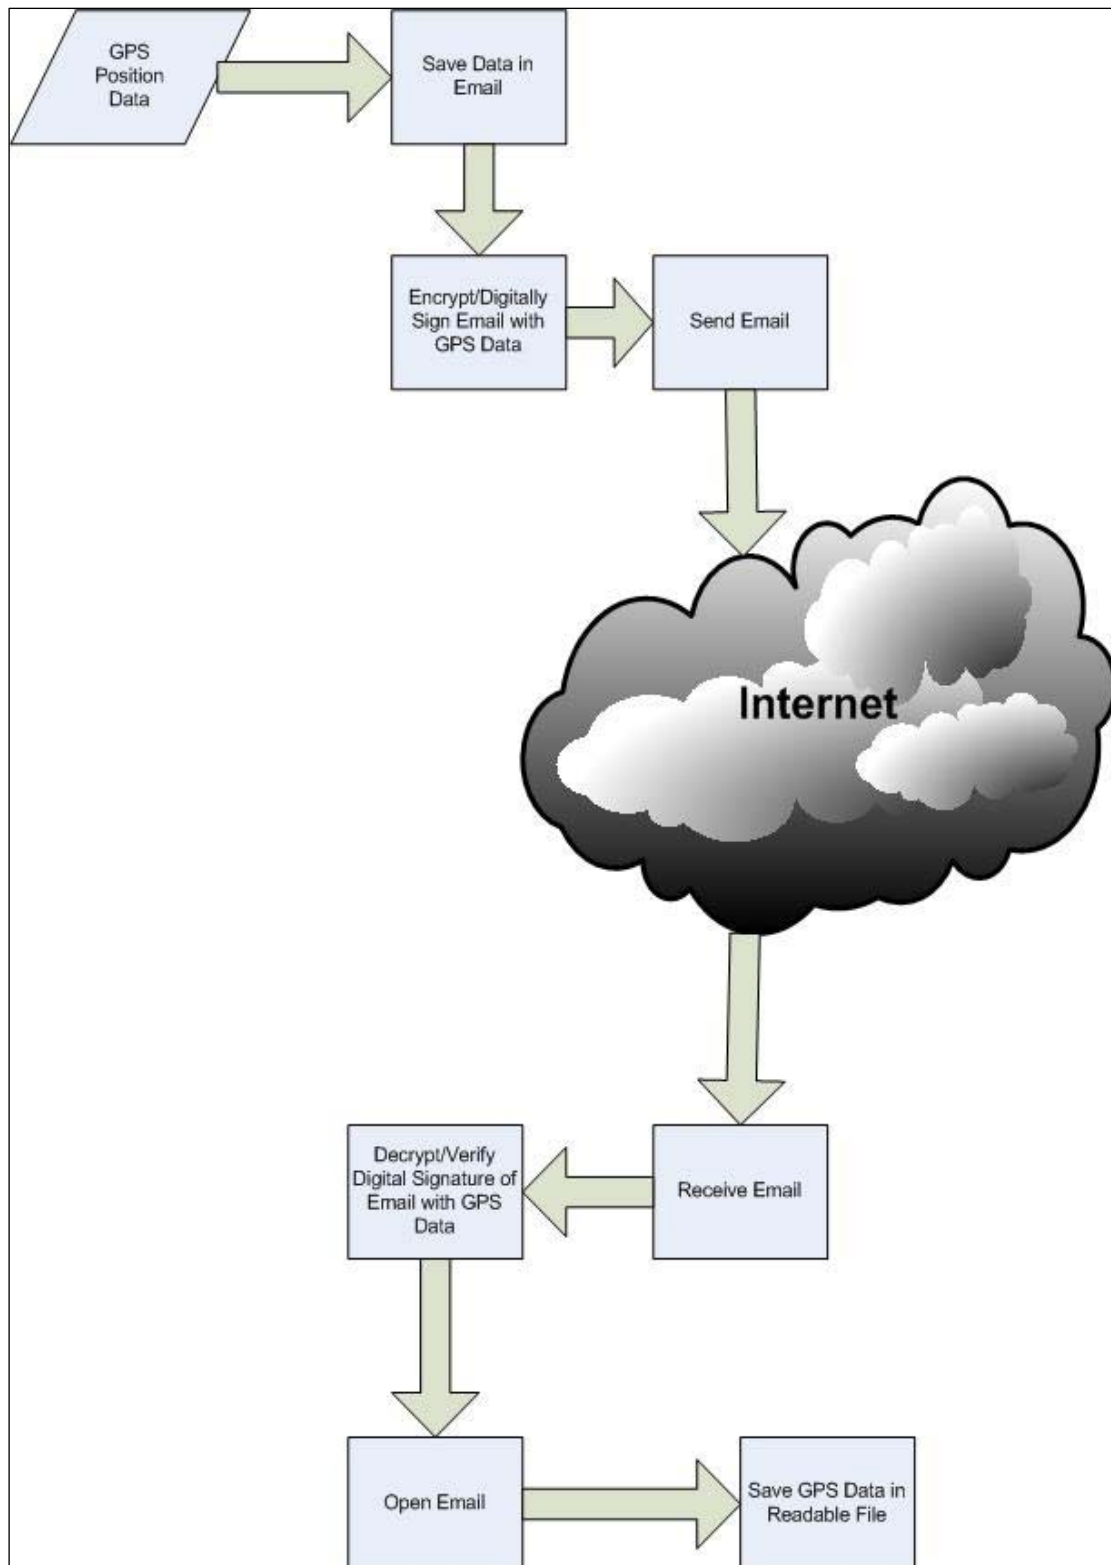 GPS
Position
Data
Save Data in
Email
Encrypt/Digitally
Sign Email with
GPS Data
Send Email
Internet
Receive Email
Decrypt/Verify
Digital Signature of
Email with GPS
Data
Open Email
Save GPS Data in
Readable File